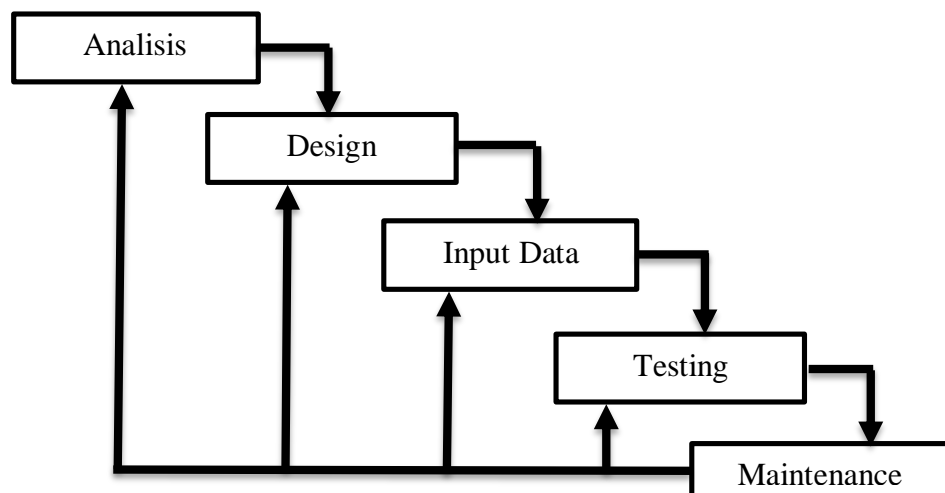 Analisis
Design
Input Data
Testing
Maintenance